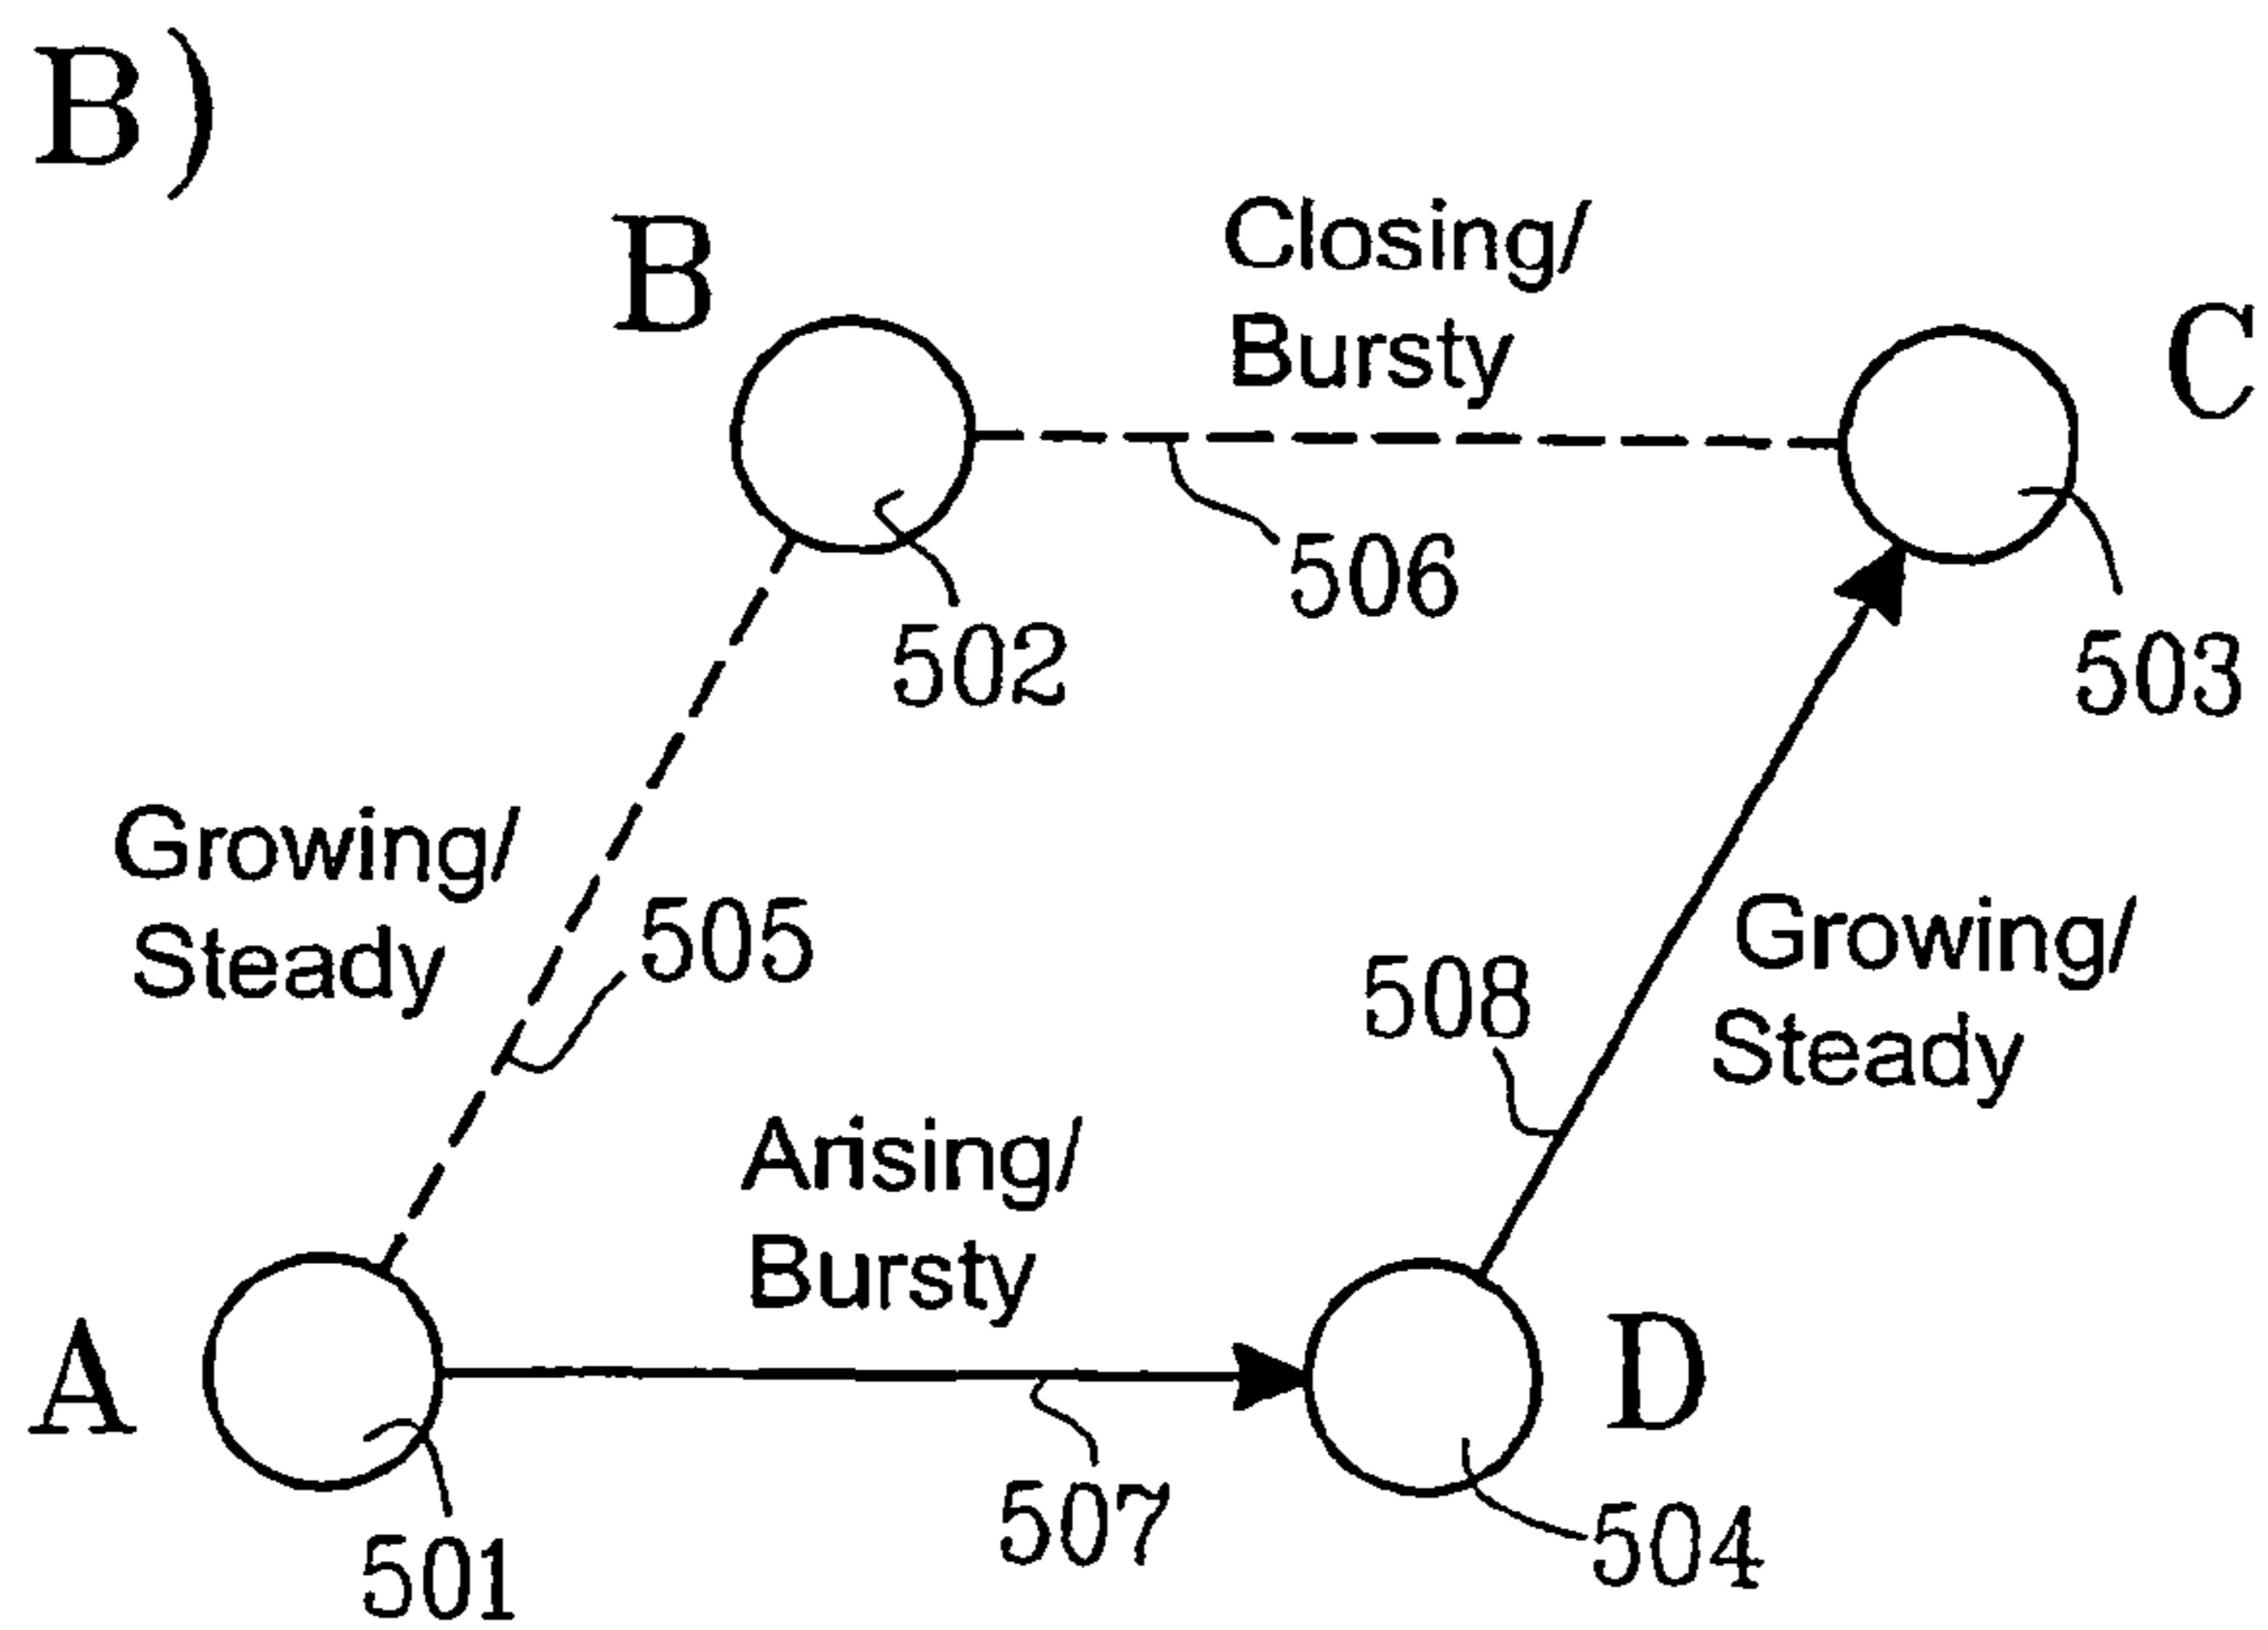 B)
B
Closing/
Bursty
C
506
502
503
Growing/
Steady
505
508
Growing/
Steady
Arising/
Bursty
A
D
507
504
501